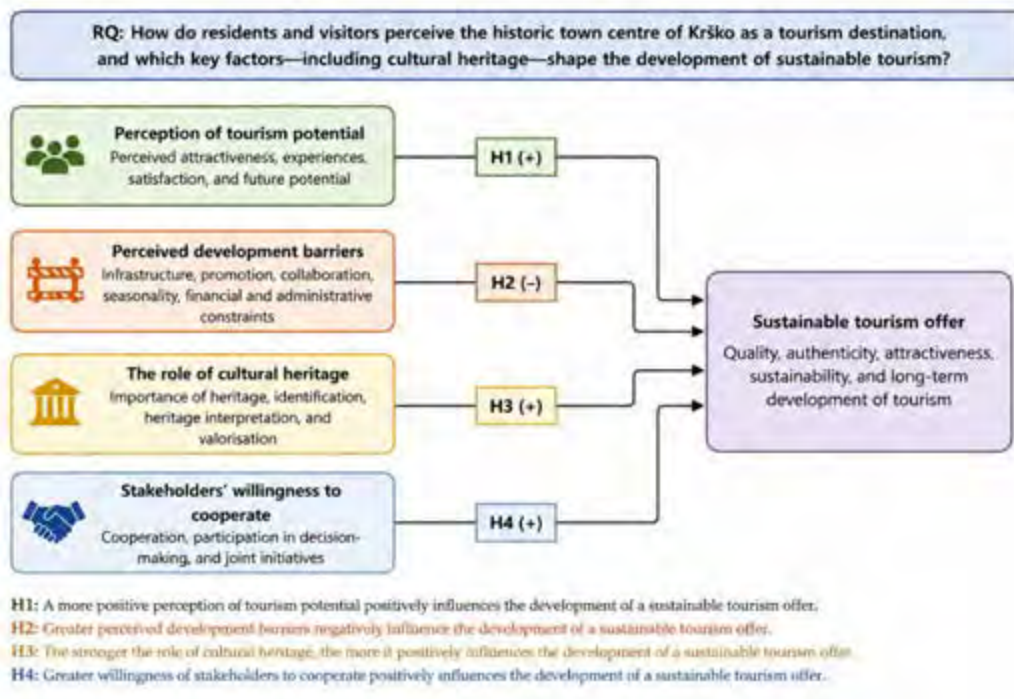 RQ: How do residents and visitors perceive the historic town centre of Krško as a tourism destination,
and which key factors—including cultural heritage—shape the development of sustainable tourism?
Perception of tourism potential
Perceived attractiveness, experiences,
satisfaction, and future potential
H1 (+)
Perceived development barriers
Infrastructure, promotion, collaboration,
seasonality, financial and administrative
constraints
H2 (–)
The role of cultural heritage
Importance of heritage, identification,
heritage interpretation, and
valorisation
H3 (+)
Stakeholders' willingness to
cooperate
Cooperation, participation in decision-
making, and joint initiatives
H4 (+)
Sustainable tourism offer
Quality, authenticity, attractiveness,
sustainability, and long-term
development of tourism
H1: A more positive perception of tourism potential positively influences the development of a sustainable tourism offer.
H2: Greater perceived development barriers negatively influence the development of a sustainable tourism offer.
H3: The stronger the role of cultural heritage, the more it positively influences the development of a sustainable tourism offer.
H4: Greater willingness of stakeholders to cooperate positively influences the development of a sustainable tourism offer.